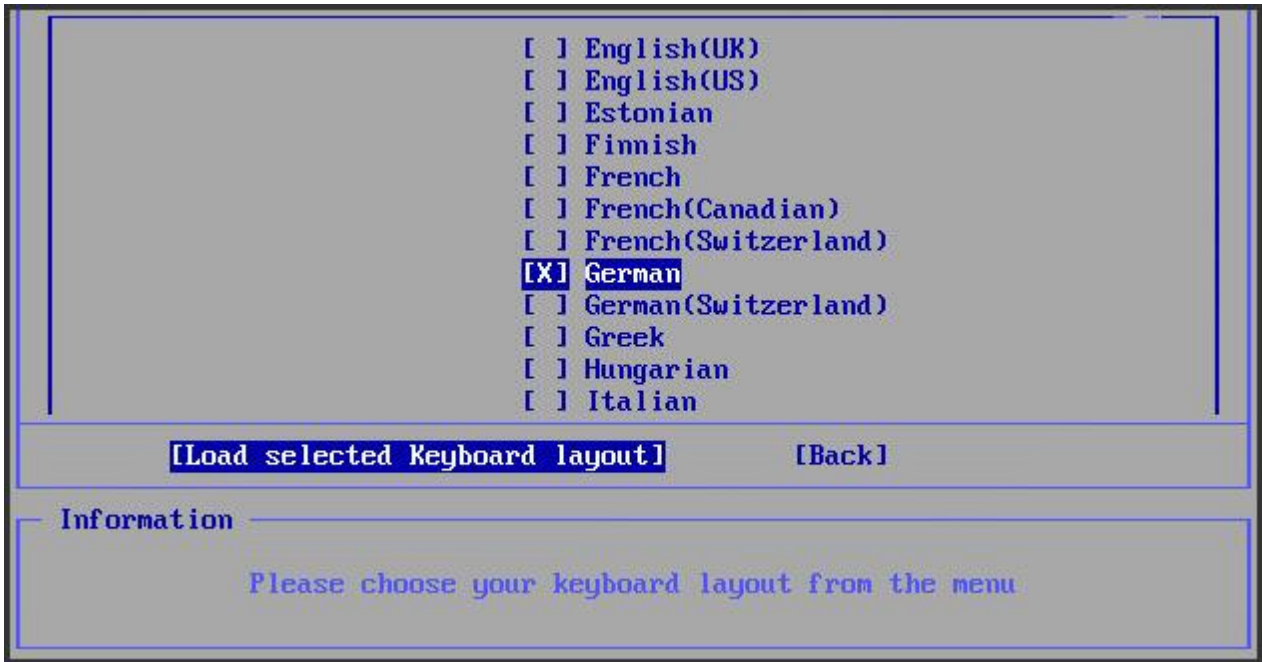 [ ] English(UK)
[ ] English(US)
[ ] Estonian
[ ] Finnish
[ ] French
[ ] French(Canadian)
[ ] French(Switzerland)
[X] German
[ ] German(Switzerland)
[ ] Greek
[ ] Hungarian
[ ] Italian
[Load selected Keyboard layout] [Back]
Information
Please choose your keyboard layout from the menu